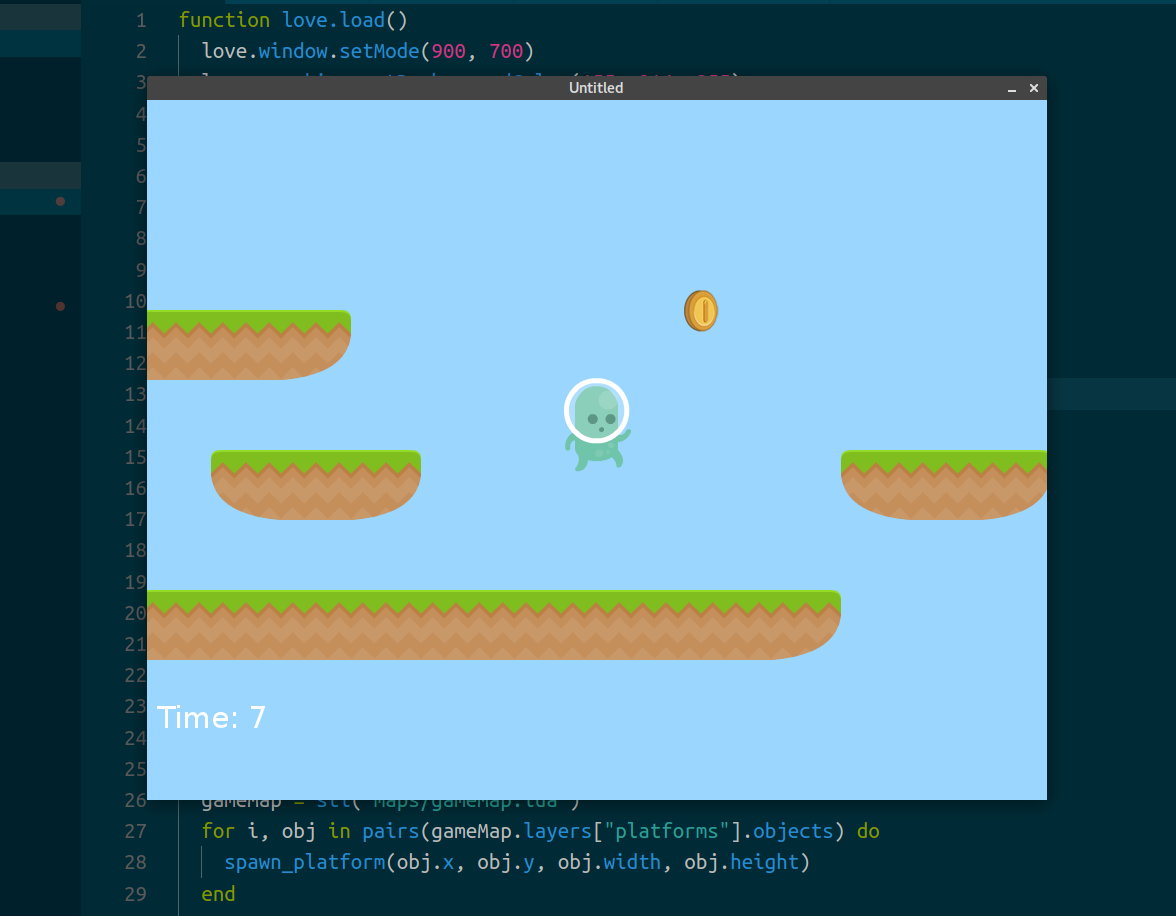 1 function love.load()
2 love.window.setMode(900, 700)
3
Untitled
4
5
6
7
8
9
10
11
12
13
14
15
16
17
18
19
20
21
22
23
Time: 7
24
25
26 gameMap = sti("maps/gameMap.lua")
27 for i, obj in pairs(gameMap.layers["platforms"].objects) do
28 spawn_platform(obj.x, obj.y, obj.width, obj.height)
29 end